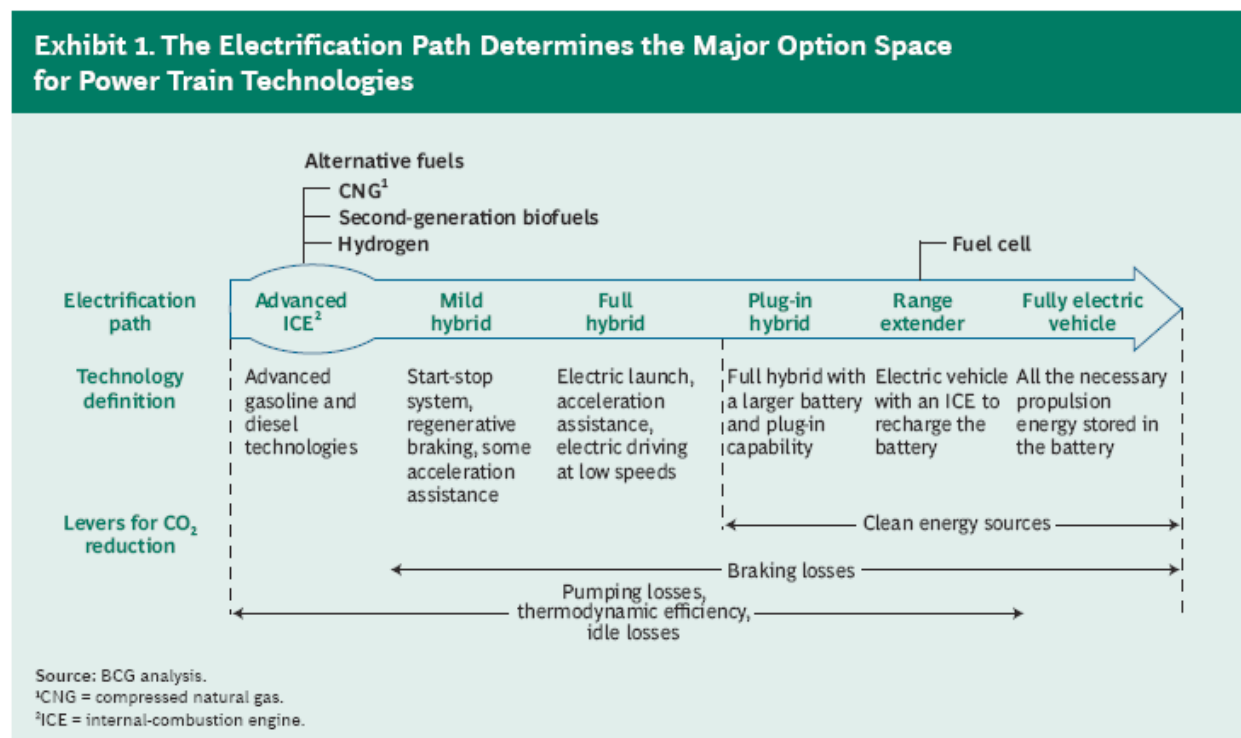 Exhibit 1. The Electrification Path Determines the Major Option Space
for Power Train Technologies
Alternative fuels
CNG¹
Second-generation biofuels
Hydrogen
Fuel cell
Electrification
path
Advanced
ICE²
Mild
hybrid
Full
hybrid
Plug-in
hybrid
Range
extender
Fully electric
vehicle
Technology
definition
Advanced
gasoline and
diesel
technologies
Start-stop
system,
regenerative
braking, some
acceleration
assistance
Electric launch,
acceleration
assistance,
electric driving
at low speeds
Full hybrid with
a larger battery
and plug-in
capability
Electric vehicle
with an ICE to
recharge the
battery
All the necessary
propulsion
energy stored in
the battery
Levers for CO₂
reduction
Clean energy sources
Braking losses
Pumping losses,
thermodynamic efficiency,
idle losses
Source: BCG analysis.
¹CNG = compressed natural gas.
²ICE = internal-combustion engine.